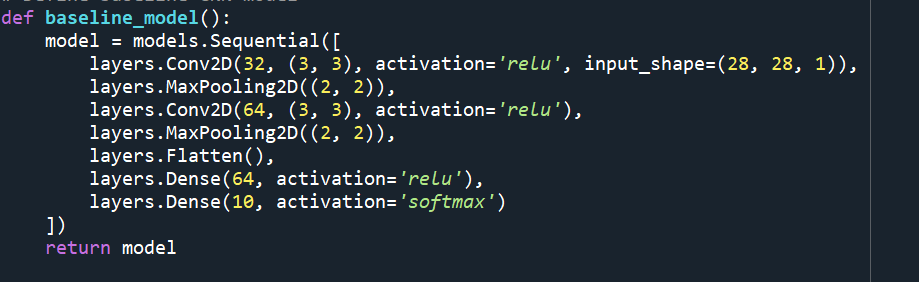 def baseline_model():
    model = models.Sequential([
        layers.Conv2D(32, (3, 3), activation='relu', input_shape=(28, 28, 1)),
        layers.MaxPooling2D((2, 2)),
        layers.Conv2D(64, (3, 3), activation='relu'),
        layers.MaxPooling2D((2, 2)),
        layers.Flatten(),
        layers.Dense(64, activation='relu'),
        layers.Dense(10, activation='softmax')
    ])
    return model